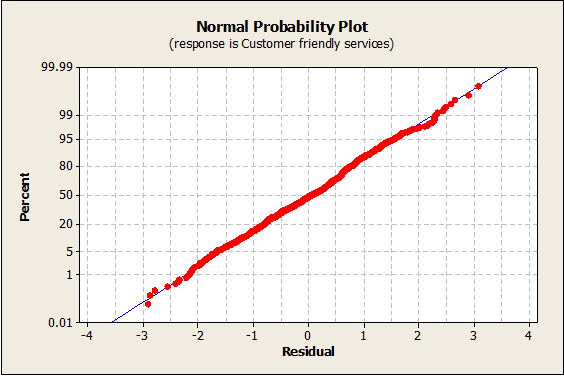 Normal Probability Plot
(response is Customer friendly services)
99.99
99
95
80
50
20
5
1
0.01
Percent
-4 -3 -2 -1 0 1 2 3 4
Residual